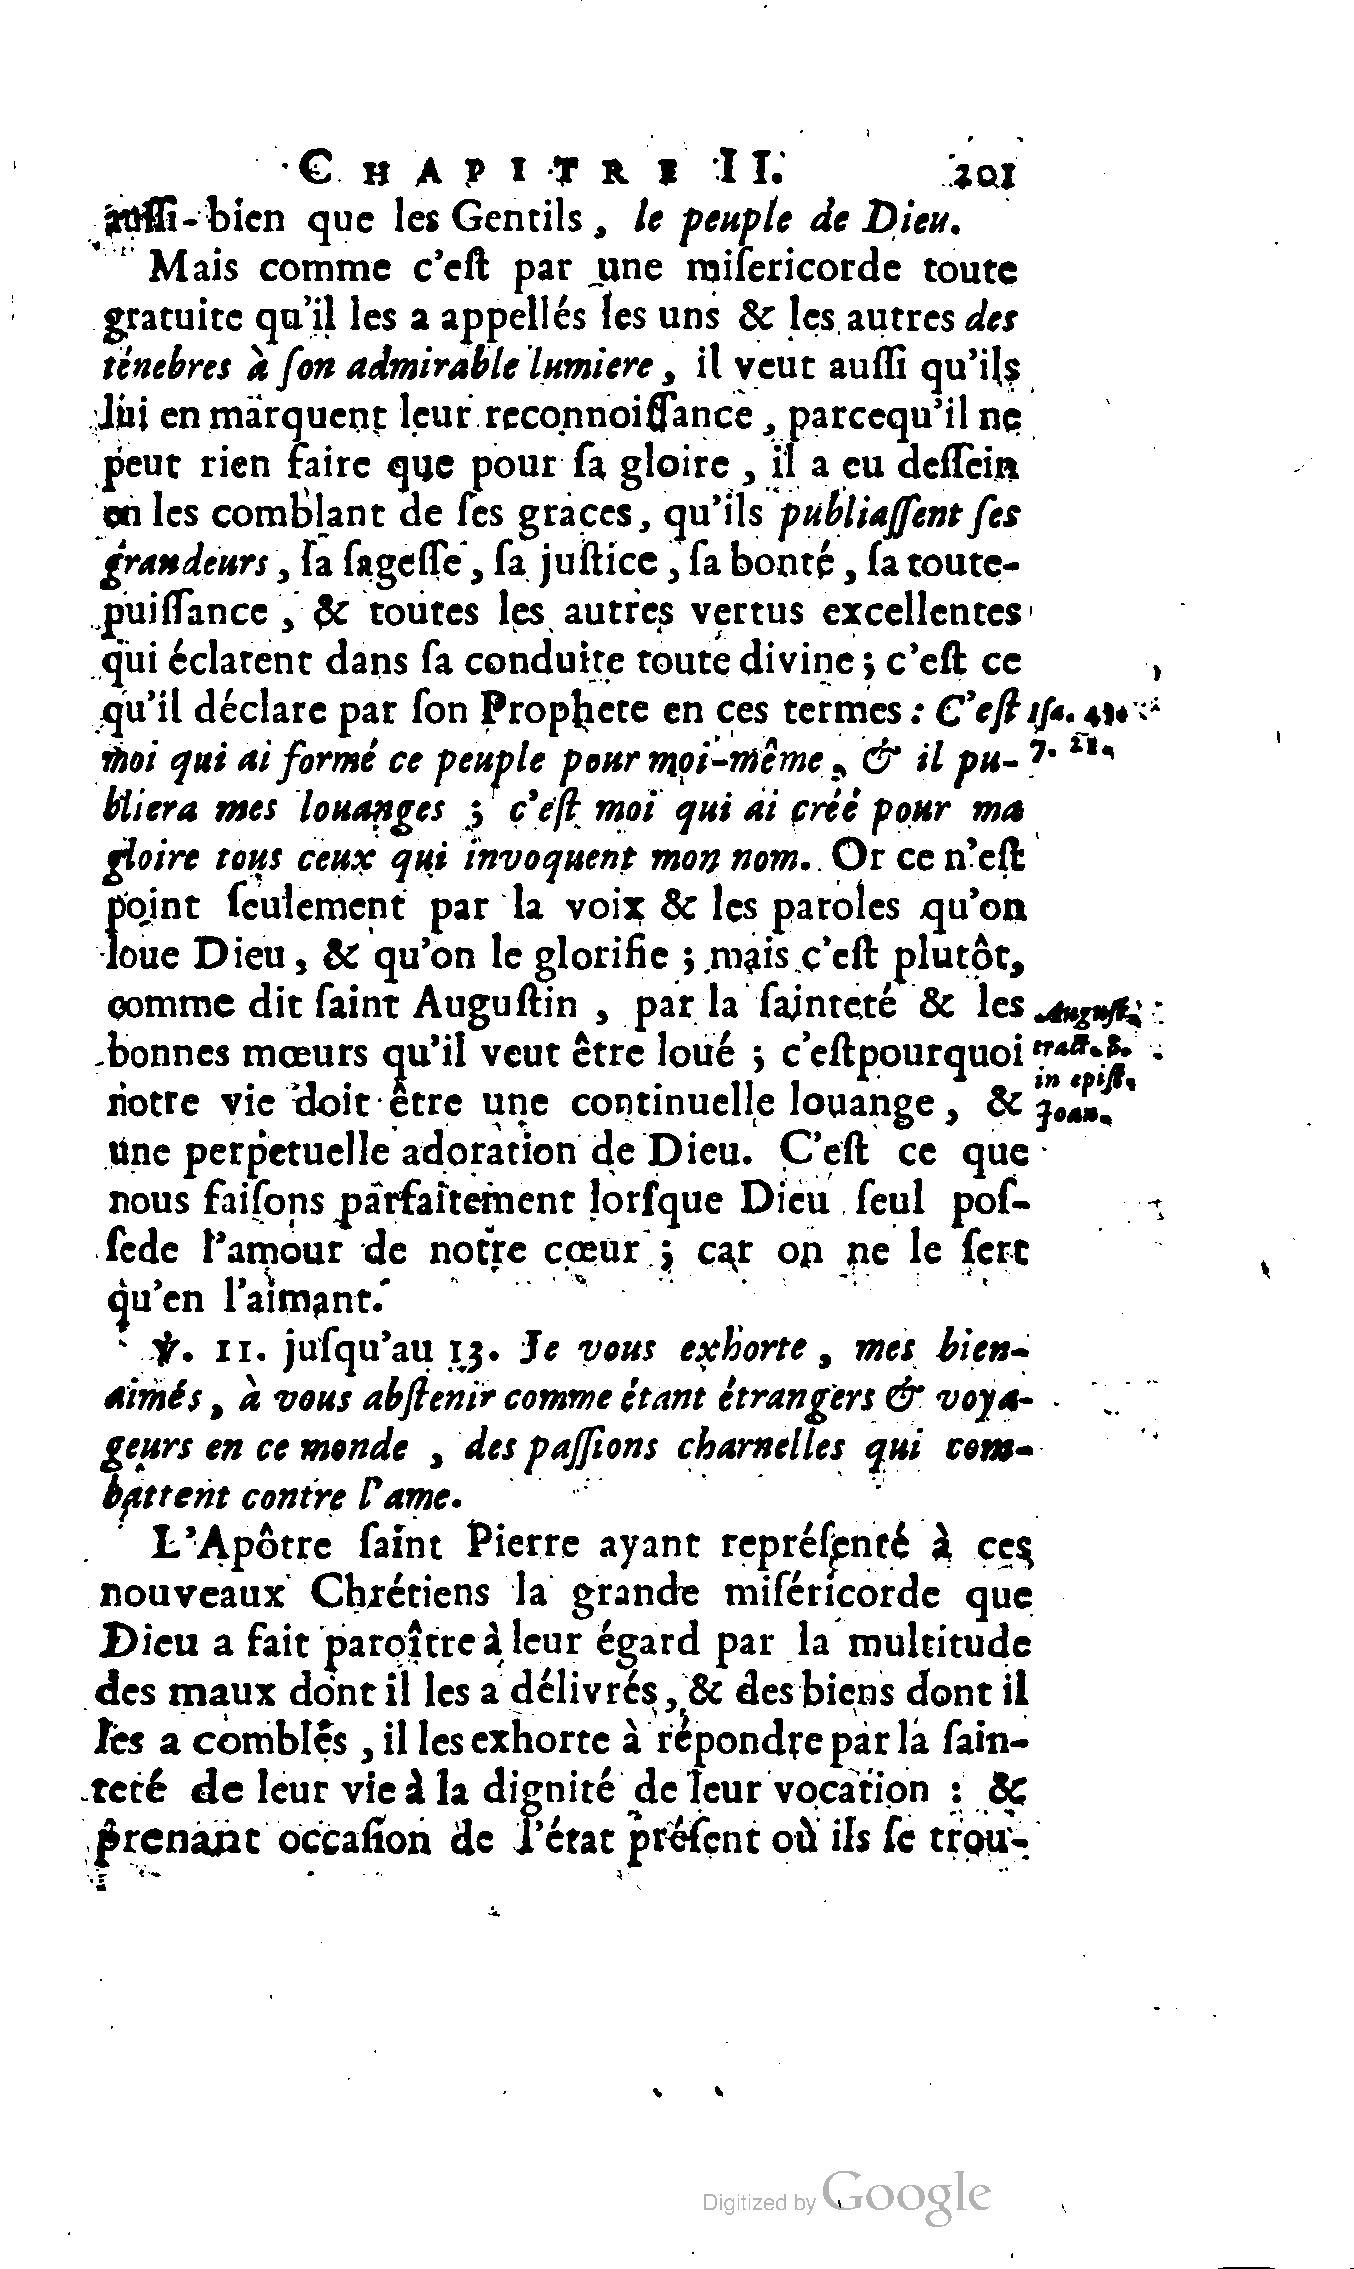 CHAPITRE II. 201
auſſi-bien que les Gentils, le peuple de Dieu.
Mais comme c'eſt par une miſericorde toute
gratuite qu'il les a appellés les uns & les autres des
ténebres à ſon admirable lumiere, il veut auſſi qu'ils
lui en marquent leur reconnoiſſance, parcequ'il ne
peut rien faire que pour ſa gloire, il a eu deſſein
en les comblant de ſes graces, qu'ils publiaſſent ſes
grandeurs, ſa ſageſſe, ſa juſtice, ſa bonté, ſa toute-
puiſſance, & toutes les autres vertus excellentes
qui éclatent dans ſa conduite toute divine; c'eſt ce
qu'il déclare par ſon Prophete en ces termes: C'eſt
Iſa. 43.
moi qui ai formé ce peuple pour moi-même, & il pu-
7. 21.
bliera mes louanges; c'eſt moi qui ai créé pour ma
gloire tous ceux qui invoquent mon nom. Or ce n'eſt
point ſeulement par la voix & les paroles qu'on
loue Dieu, & qu'on le glorifie; mais c'eſt plutôt,
comme dit ſaint Auguſtin, par la ſainteté & les
Auguſt.
bonnes mœurs qu'il veut être loué; c'eſtpourquoi
tract. 8.
in epiſt.
notre vie doit être une continuelle louange, &
Joan.
une perpetuelle adoration de Dieu. C'eſt ce que
nous faiſons parfaitement lorſque Dieu ſeul poſ-
ſede l'amour de notre cœur; car on ne le ſert
qu'en l'aimant.
℣. 11. juſqu'au 13. Je vous exhorte, mes bien-
aimés, à vous abſtenir comme étant étrangers & voya-
geurs en ce monde, des paſſions charnelles qui com-
battent contre l'ame.
L'Apôtre ſaint Pierre ayant repréſenté à ces
nouveaux Chrétiens la grande miſéricorde que
Dieu a fait paroître à leur égard par la multitude
des maux dont il les a délivrés, & des biens dont il
les a comblés, il les exhorte à répondre par la ſain-
teté de leur vie à la dignité de leur vocation: &
prenant occaſion de l'état préſent où ils ſe trou-
Digitized by Google